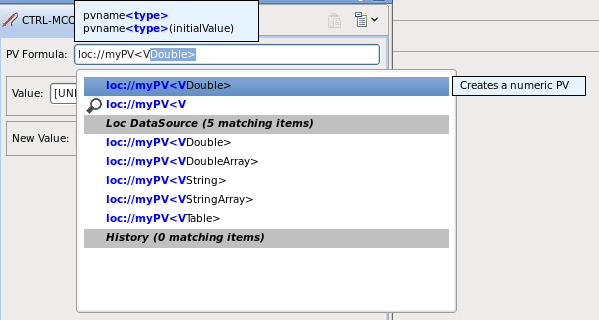 pvname<type>
pvname<type>(initialValue)
CTRL-MCC
PV Formula: loc://myPV<VDouble>
loc://myPV<VDouble>
Creates a numeric PV
loc://myPV<V
Value: [UN
Loc DataSource (5 matching items)
New Value:
loc://myPV<VDouble>
loc://myPV<VDoubleArray>
loc://myPV<VString>
loc://myPV<VStringArray>
loc://myPV<VTable>
History (0 matching items)